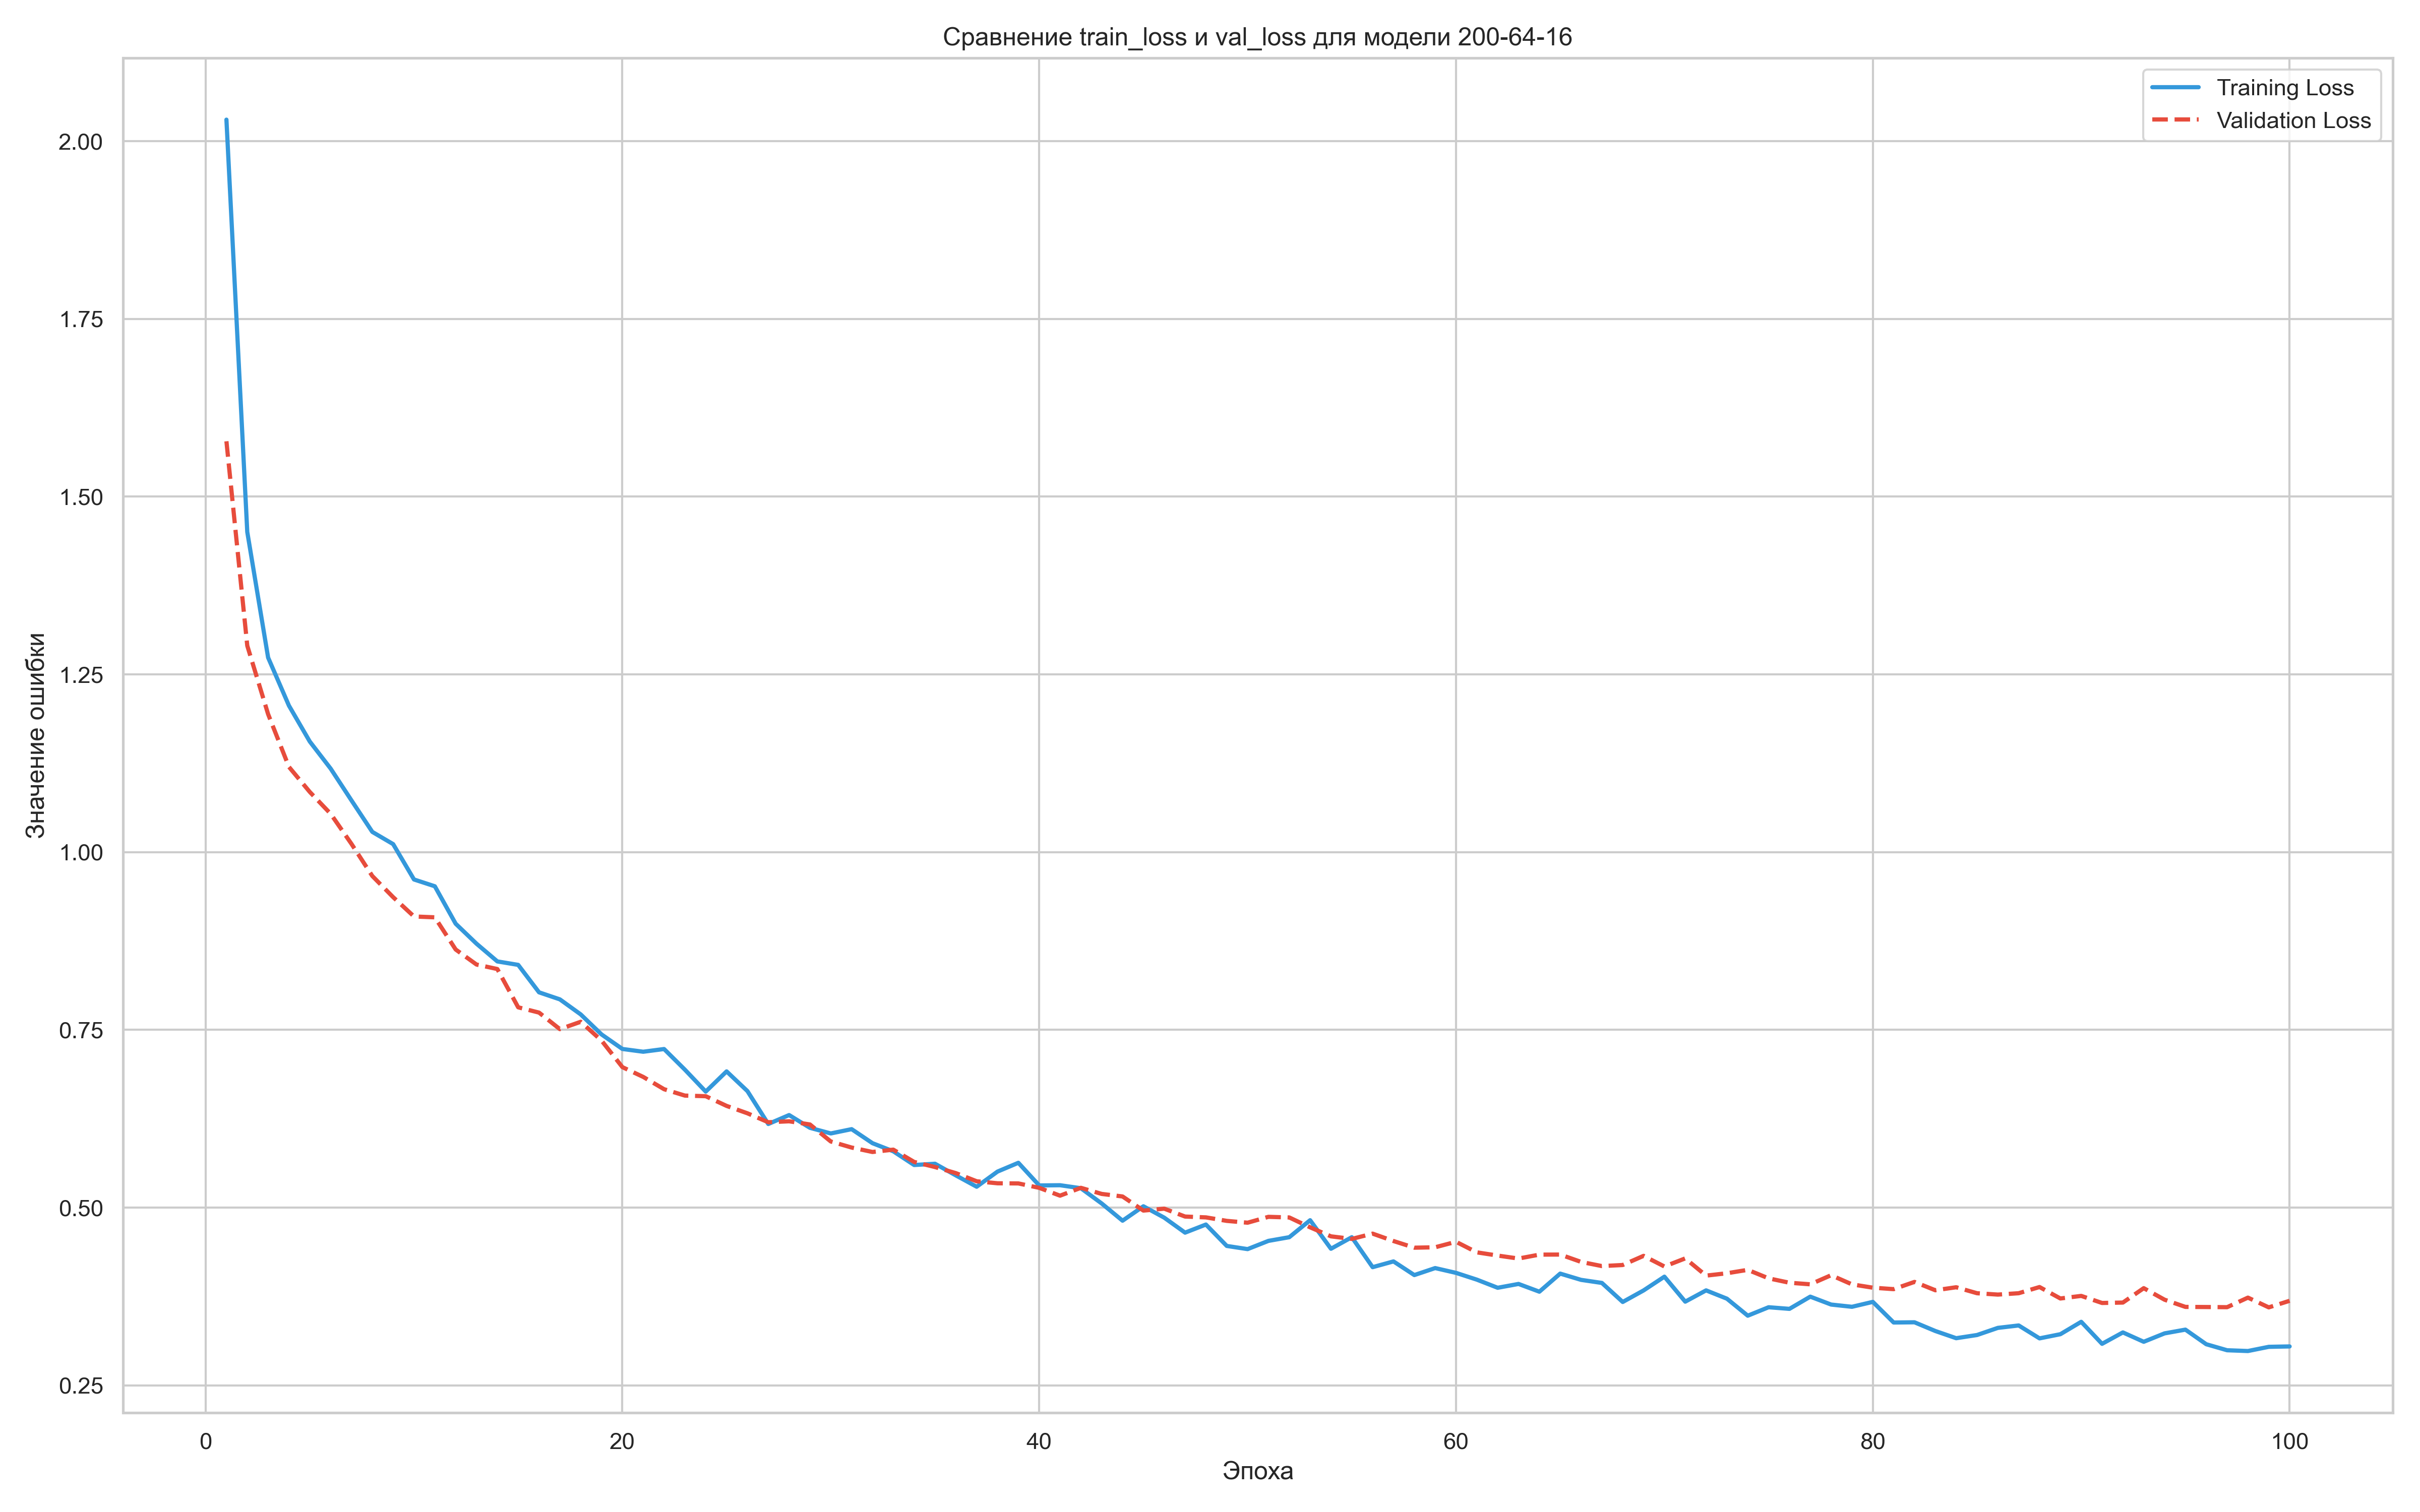 Сравнение train_loss и val_loss для модели 200-64-16
Training Loss
Validation Loss
2.00
1.75
1.50
1.25
1.00
0.75
0.50
0.25
Значение ошибки
0 20 40 60 80 100
Эпоха